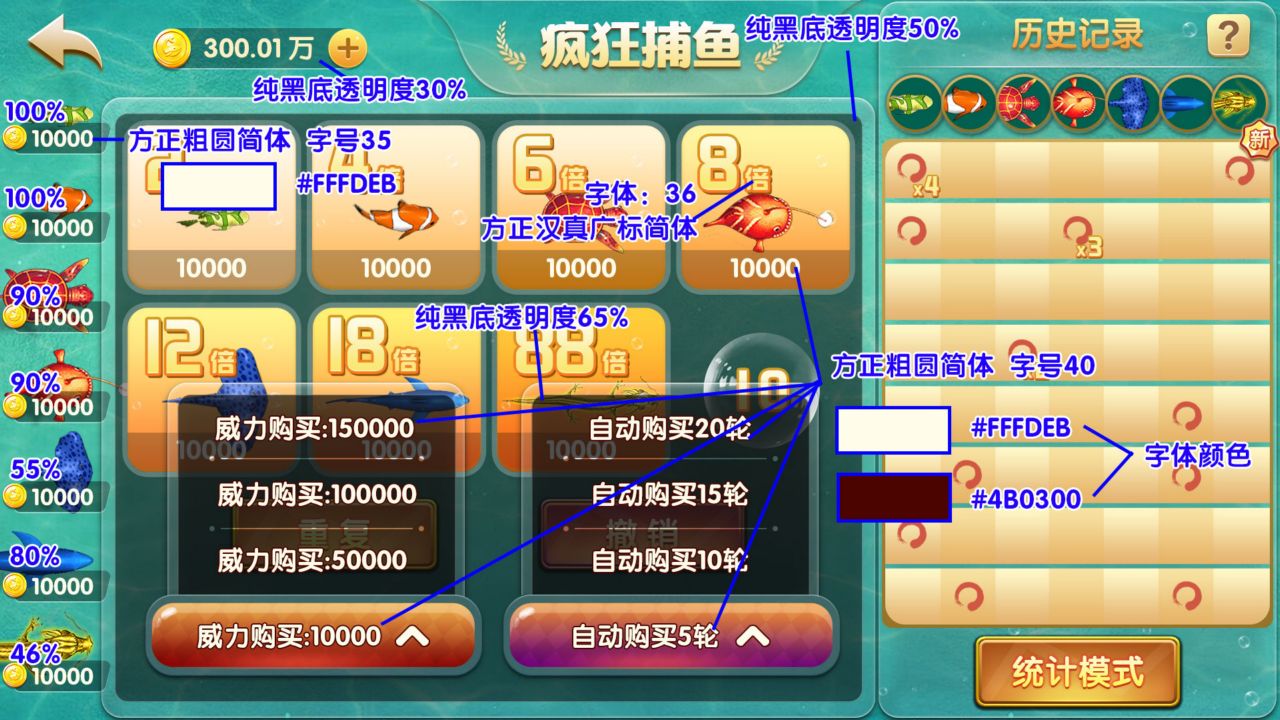 300.01 万
疯狂捕鱼
纯黑底透明度50%
历史记录
?
纯黑底透明度30%
100%
10000
方正粗圆简体 字号35
新
4倍
6倍
8倍
#FFFDEB
字体：36
方正汉真广标简体
x4
100%
10000
x3
10000
10000
10000
10000
90%
10000
12倍
18倍
88倍
纯黑底透明度65%
10
方正粗圆简体 字号40
90%
10000
#FFFDEB
字体颜色
#4B0300
威力购买:150000
自动购买20轮
10000
10000
10000
55%
10000
威力购买:100000
自动购买15轮
重复
撤销
威力购买:50000
自动购买10轮
80%
10000
威力购买:10000
自动购买5轮
46%
10000
统计模式